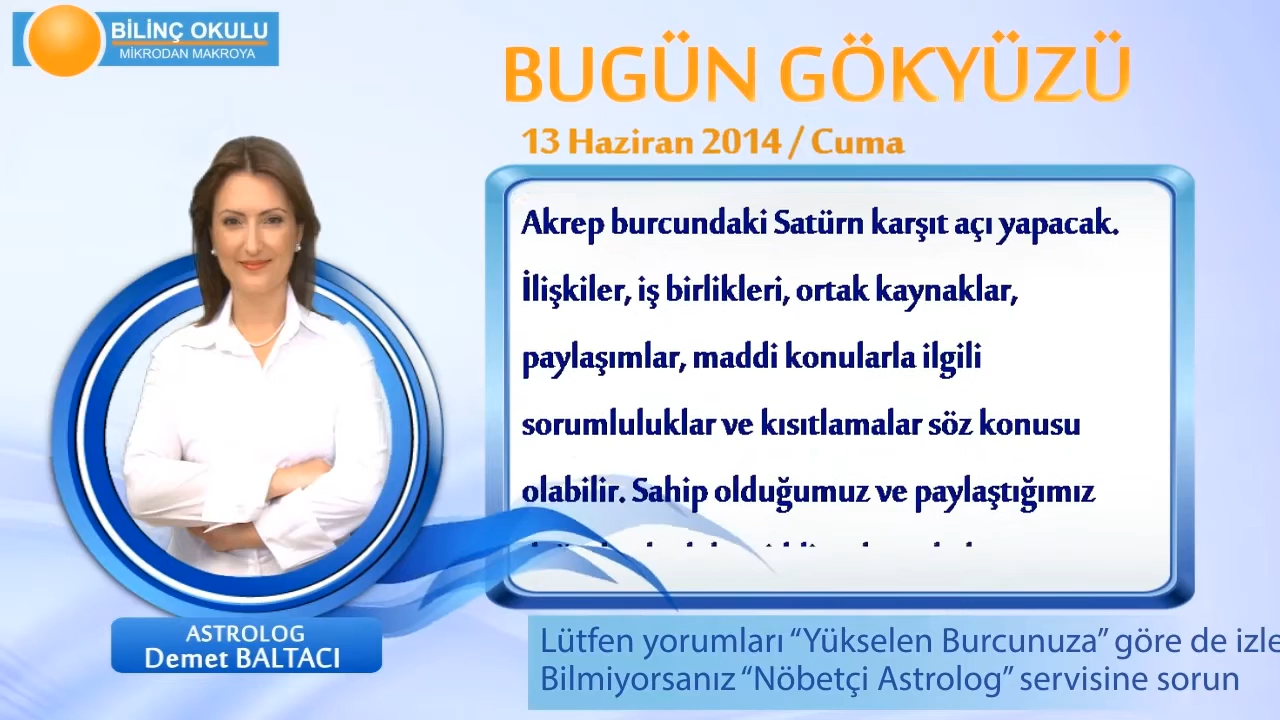 BİLİNÇ OKULU
MİKRODAN MAKROYA
BUGÜN GÖKYÜZÜ
13 Haziran 2014 / Cuma
Akrep burcundaki Satürn karşıt açı yapacak.
İlişkiler, iş birlikleri, ortak kaynaklar,
paylaşımlar, maddi konularla ilgili
sorumluluklar ve kısıtlamalar söz konusu
olabilir. Sahip olduğumuz ve paylaştığımız
ASTROLOG
Demet BALTACI
Lütfen yorumları “Yükselen Burcunuza” göre de izle
Bilmiyorsanız “Nöbetçi Astrolog” servisine sorun